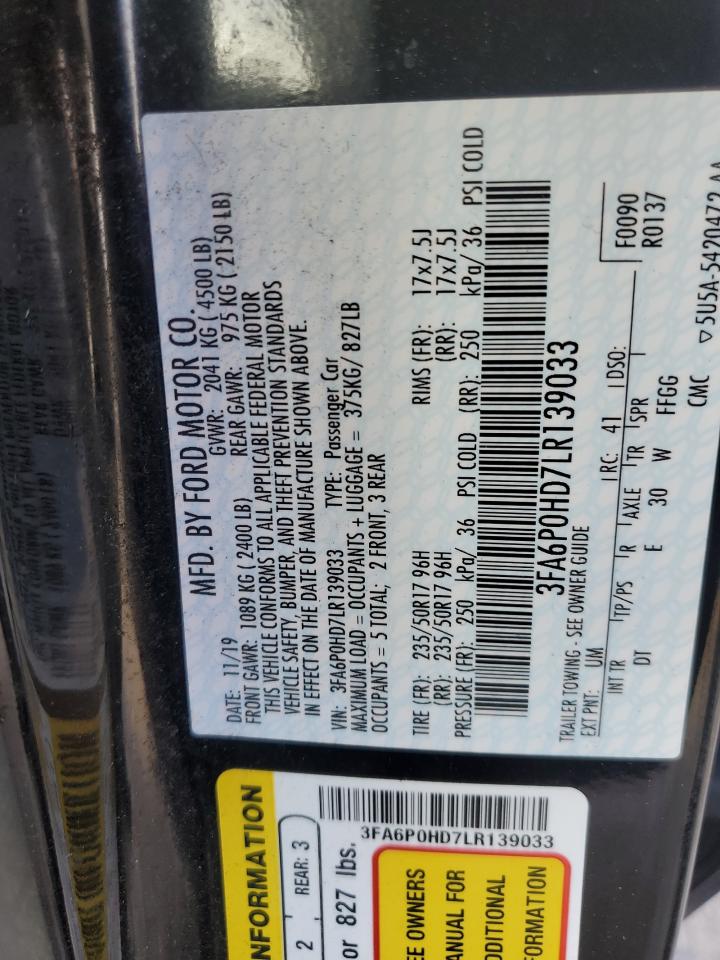 MFD. BY FORD MOTOR CO.
DATE: 11/19 GVWR: 2041 KG ( 4500 LB)
FRONT GAWR: 1089 KG ( 2400 LB) REAR GAWR: 975 KG ( 2150 LB)
THIS VEHICLE CONFORMS TO ALL APPLICABLE FEDERAL MOTOR
VEHICLE SAFETY, BUMPER, AND THEFT PREVENTION STANDARDS
IN EFFECT ON THE DATE OF MANUFACTURE SHOWN ABOVE.
VIN: 3FA6P0HD7LR139033 TYPE: Passenger Car
MAXIMUM LOAD = OCCUPANTS + LUGGAGE = 375KG/ 827LB
OCCUPANTS = 5 TOTAL; 2 FRONT, 3 REAR
TIRE (FR): 235/50R17 96H RIMS (FR): 17x7.5J
(RR): 235/50R17 96H (RR): 17x7.5J
PRESSURE (FR): 250 kPa/ 36 PSI COLD (RR): 250 kPa/ 36 PSI COLD
3FA6P0HD7LR139033
TRAILER TOWING - SEE OWNER GUIDE
EXT PNT: UM RC: 41 DSO: F0090
R0137
INT TR TP/PS R AXLE TR SPR
DT E 30 W FFGG
CMC ▽5U5A-5420472
NFORMATION
2 REAR: 3
or 827 lbs.
3FA6P0HD7LR139033
EE OWNERS
ANUAL FOR
DDITIONAL
FORMATION